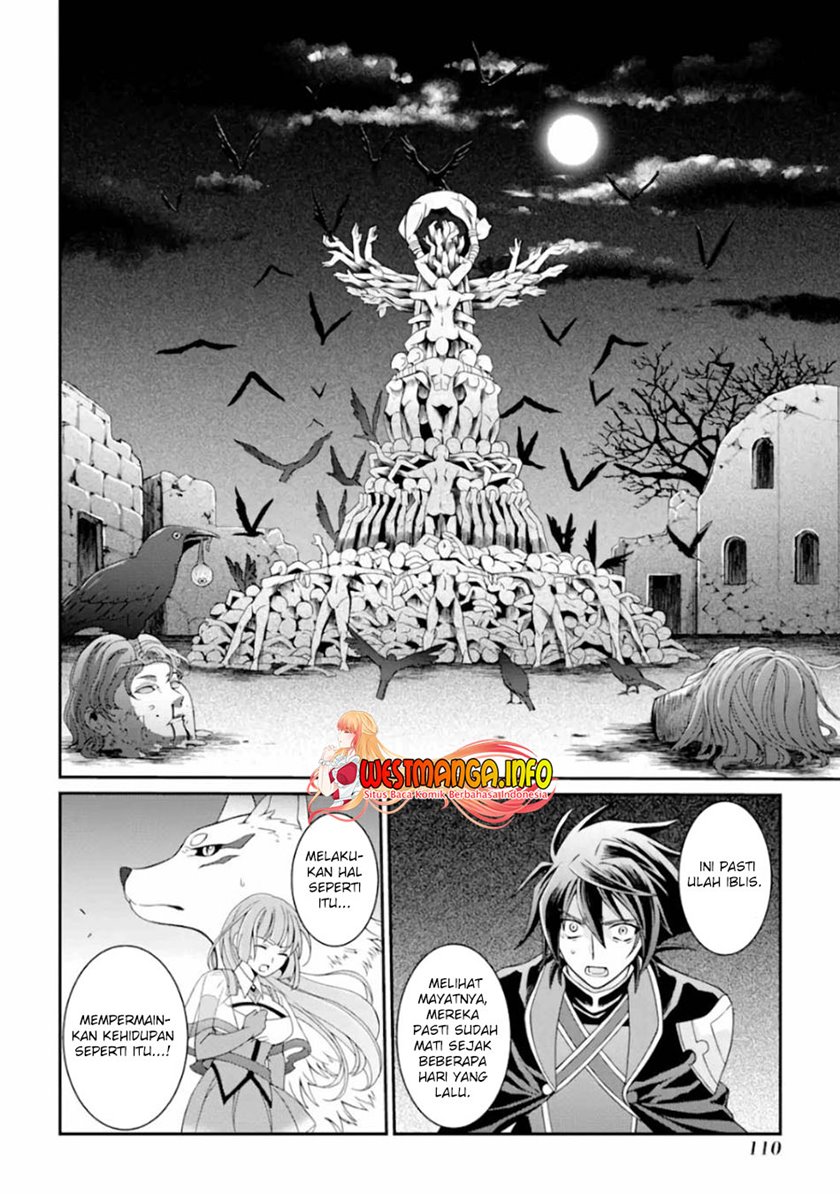 WESTMANGA.INFO
Situs Baca Komik Berbahasa Indonesia
INI PASTI
ULAH IBLIS.
MELIHAT
MAYATNYA,
MEREKA
PASTI SUDAH
MATI SEJAK
BEBERAPA
HARI YANG
LALU.
MELAKU-
KAN HAL
SEPERTI
ITU...
MEMPERMAIN-
KAN KEHIDUPAN
SEPERTI ITU...!
110